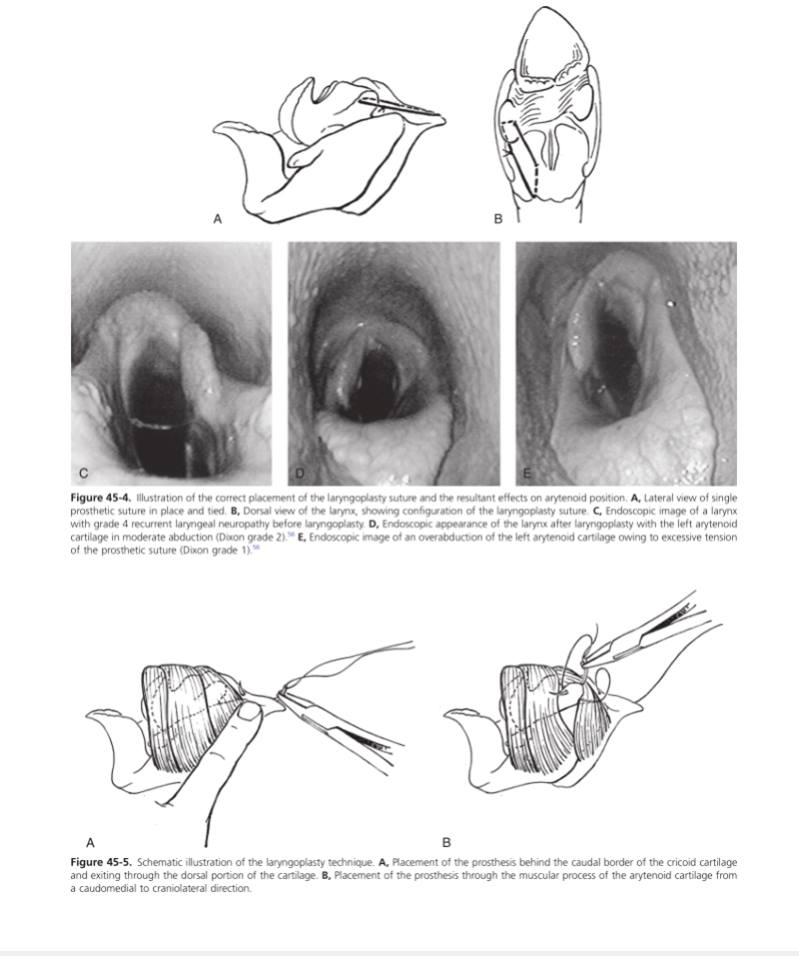 A
B
C
D
E
Figure 45-4. Illustration of the correct placement of the laryngoplasty suture and the resultant effects on arytenoid position. A, Lateral view of single
prosthetic suture in place and tied. B, Dorsal view of the larynx, showing configuration of the laryngoplasty suture. C, Endoscopic image of a larynx
with grade 4 recurrent laryngeal neuropathy before laryngoplasty. D, Endoscopic appearance of the larynx after laryngoplasty with the left arytenoid
cartilage in moderate abduction (Dixon grade 2). E, Endoscopic image of an overabduction of the left arytenoid cartilage owing to excessive tension
of the prosthetic suture (Dixon grade 1).
A
B
Figure 45-5. Schematic illustration of the laryngoplasty technique. A, Placement of the prosthesis behind the caudal border of the cricoid cartilage
and exiting through the dorsal portion of the cartilage. B, Placement of the prosthesis through the muscular process of the arytenoid cartilage from
a caudomedial to craniolateral direction.